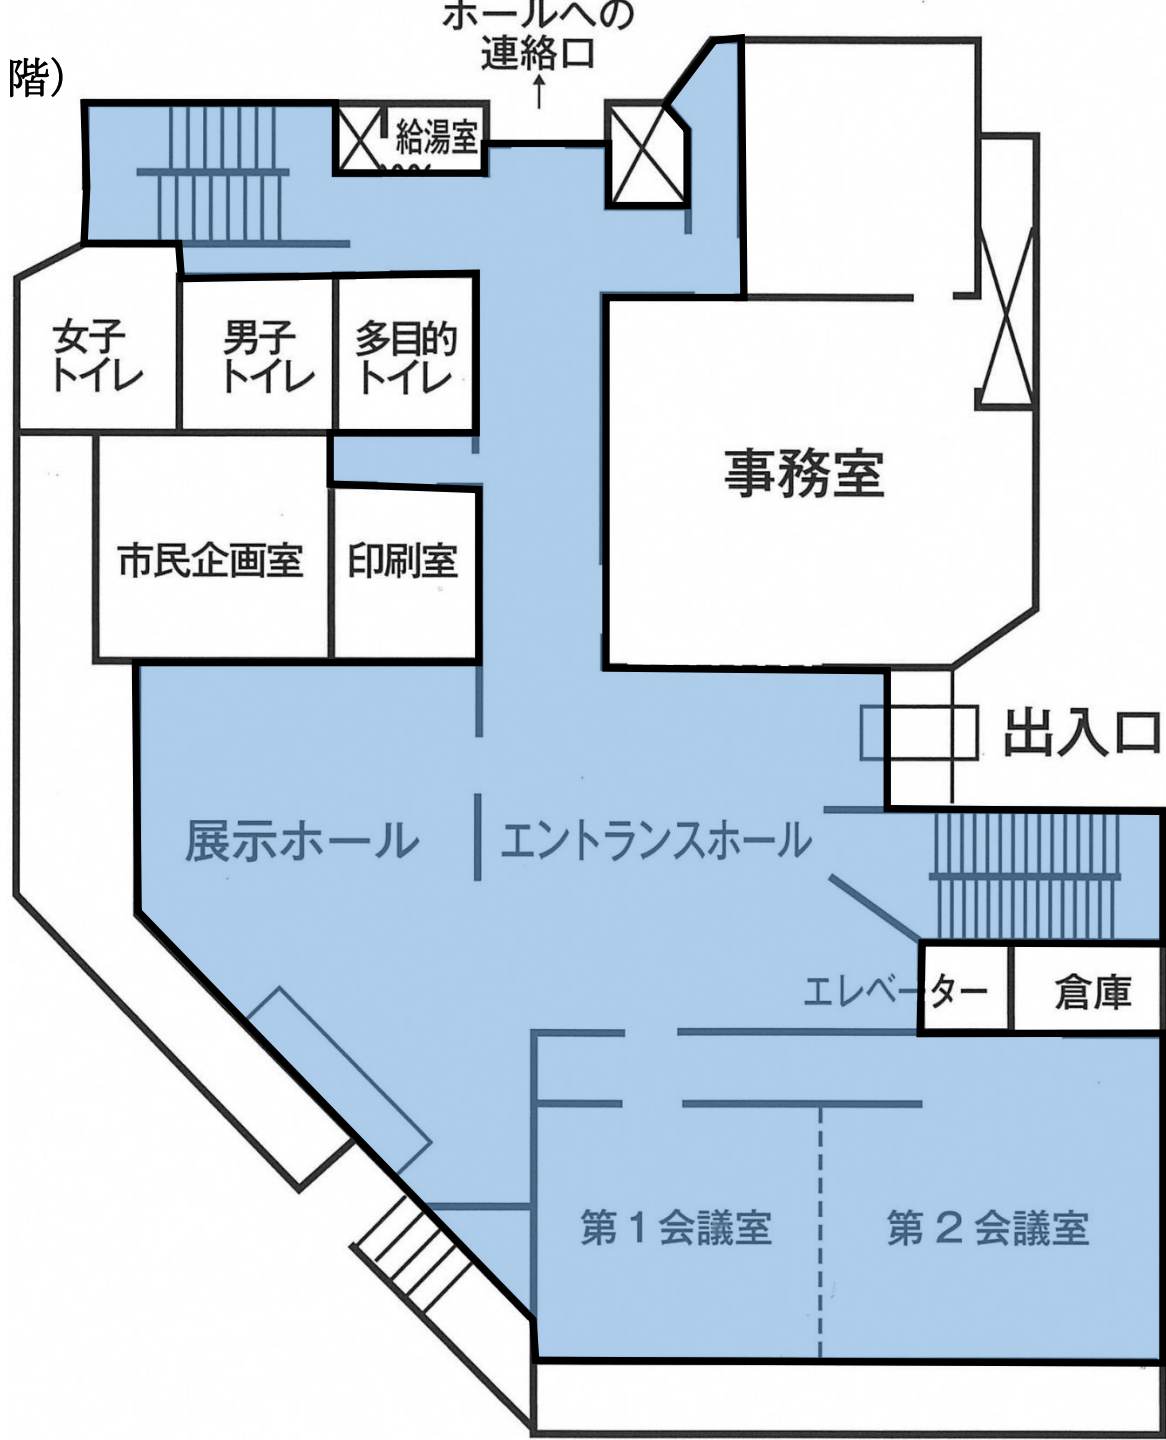 ホールへの
連絡口
階）
給湯室
女子
トイレ
男子
トイレ
多目的
トイレ
事務室
市民企画室
印刷室
出入口
展示ホール
エントランスホール
エレベーター
倉庫
第１会議室
第２会議室